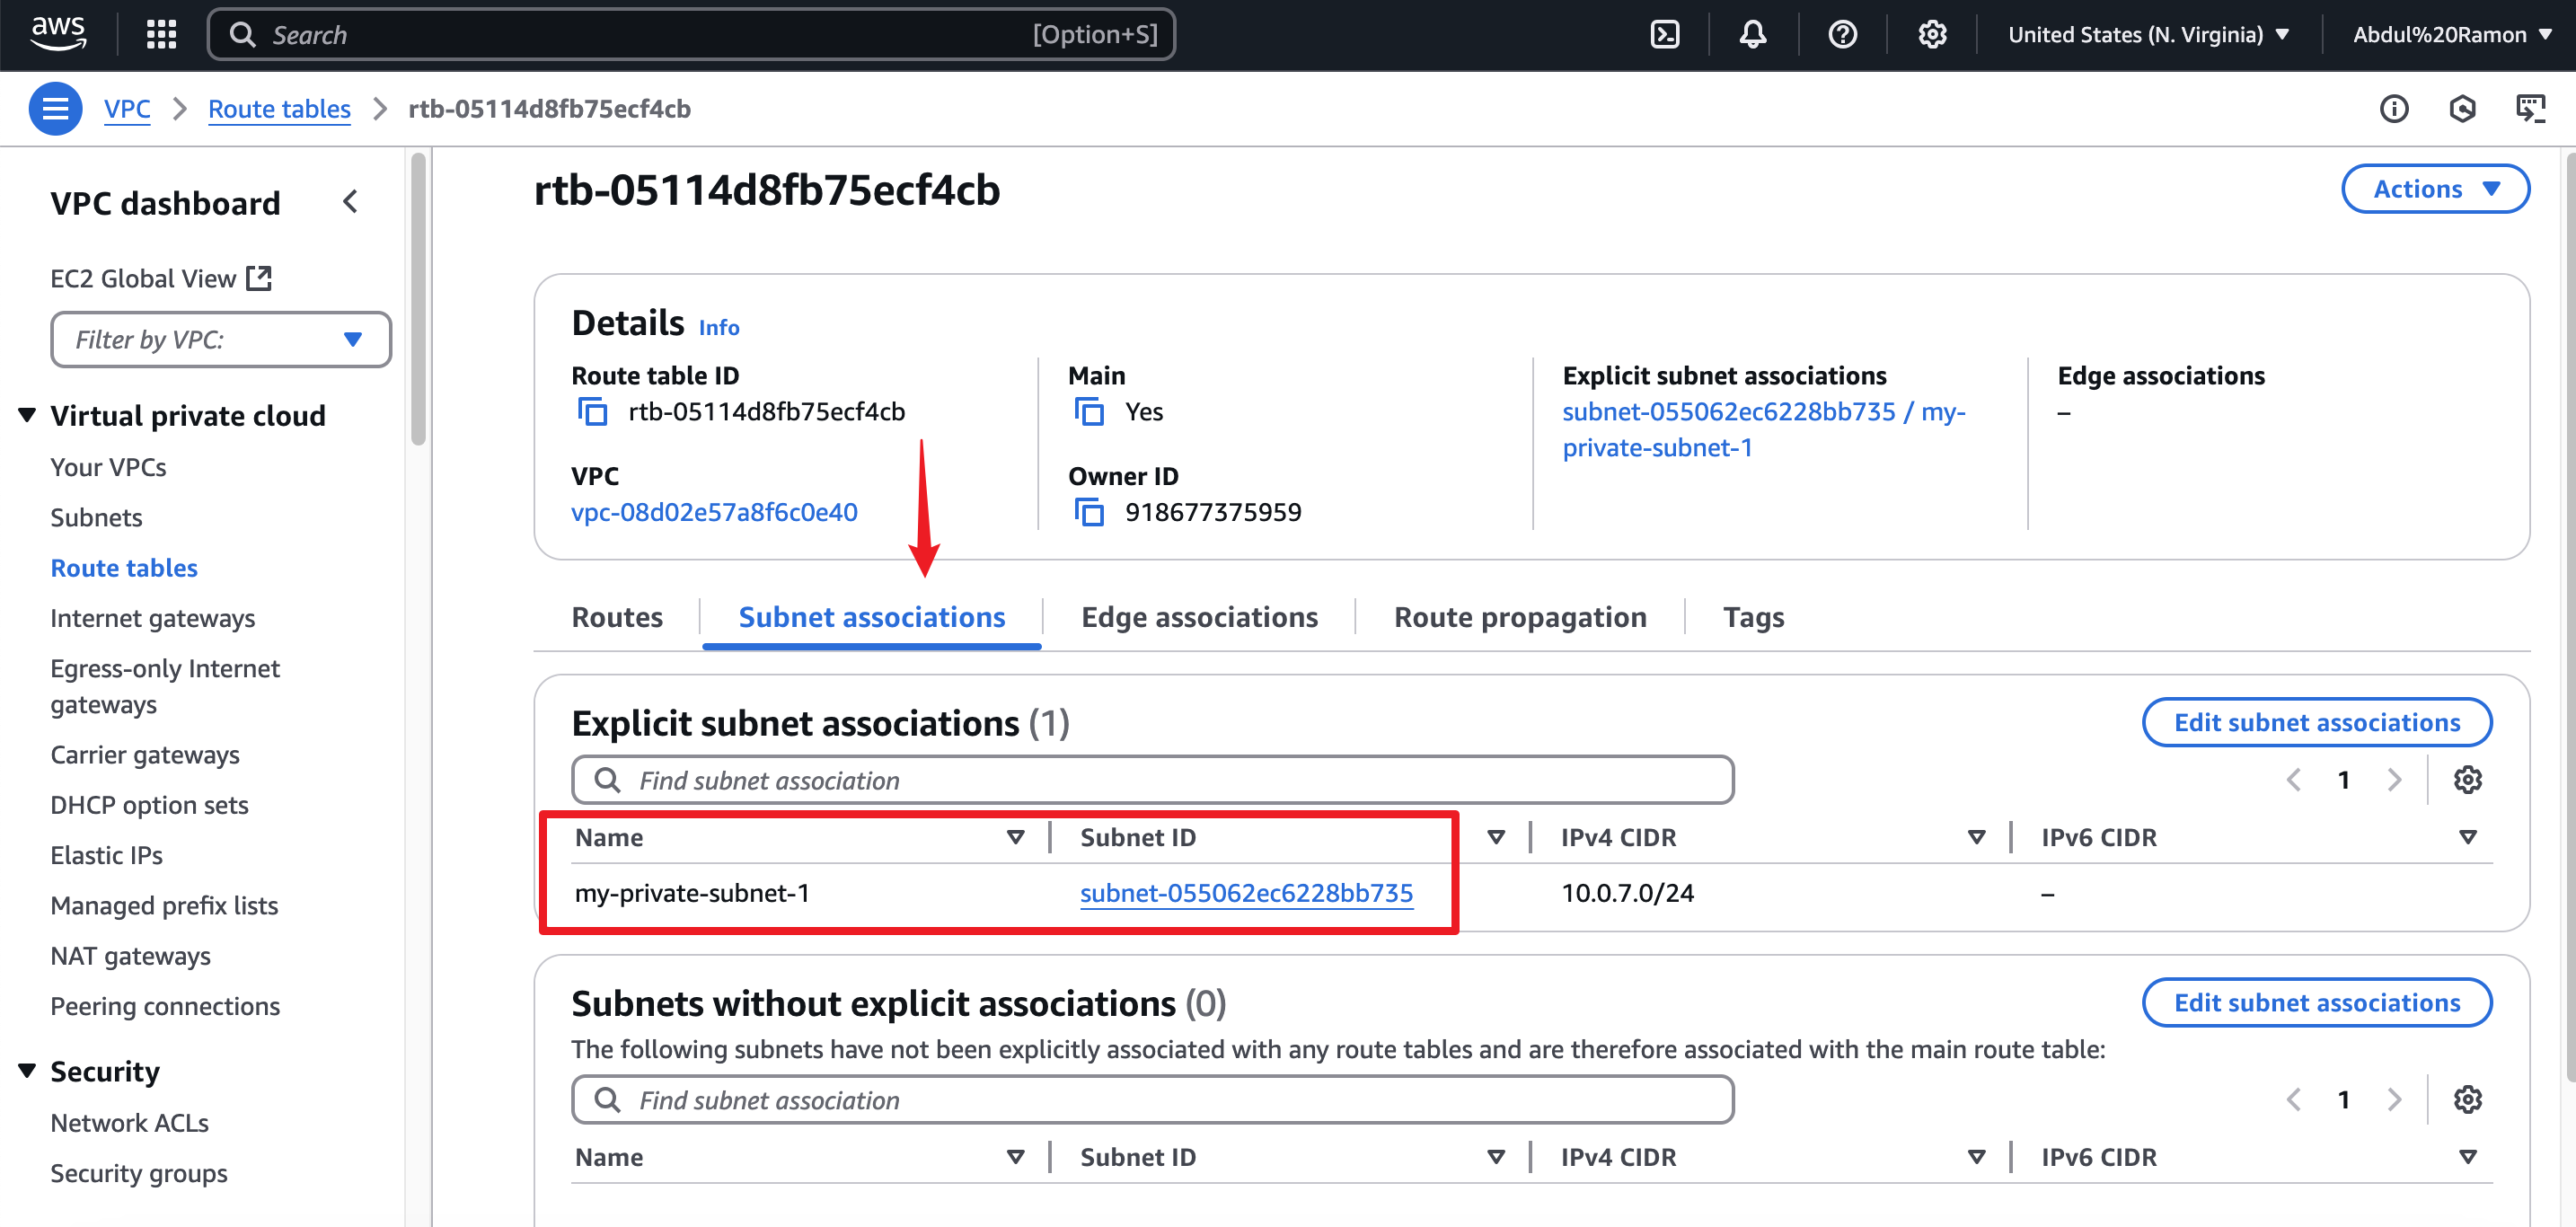 aws
Search [Option+S]
United States (N. Virginia)
Abdul%20Ramon
VPC
Route tables
rtb-05114d8fb75ecf4cb
VPC dashboard
EC2 Global View
Filter by VPC:
Virtual private cloud
Your VPCs
Subnets
Route tables
Internet gateways
Egress-only Internet
gateways
Carrier gateways
DHCP option sets
Elastic IPs
Managed prefix lists
NAT gateways
Peering connections
Security
Network ACLs
Security groups
rtb-05114d8fb75ecf4cb
Actions
Details Info
Route table ID
rtb-05114d8fb75ecf4cb
Main
Yes
Explicit subnet associations
subnet-055062ec6228bb735 / my-
private-subnet-1
Edge associations
–
VPC
vpc-08d02e57a8f6c0e40
Owner ID
918677375959
Routes
Subnet associations
Edge associations
Route propagation
Tags
Explicit subnet associations (1)
Edit subnet associations
Find subnet association
1
Name Subnet ID IPv4 CIDR IPv6 CIDR
my-private-subnet-1 subnet-055062ec6228bb735 10.0.7.0/24 –
Subnets without explicit associations (0)
Edit subnet associations
The following subnets have not been explicitly associated with any route tables and are therefore associated with the main route table:
Find subnet association
1
Name Subnet ID IPv4 CIDR IPv6 CIDR